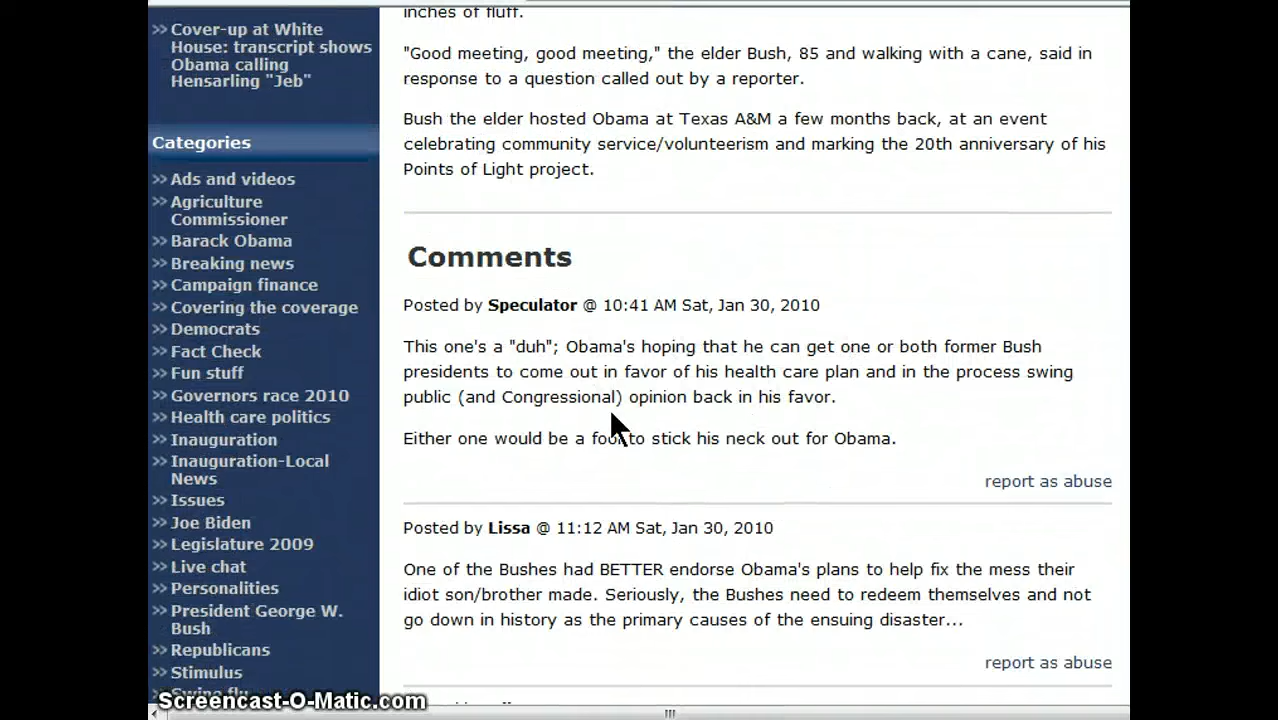 >> Cover-up at White
House: transcript shows
Obama calling
Hensarling "Jeb"
Categories
>> Ads and videos
>> Agriculture
Commissioner
>> Barack Obama
>> Breaking news
>> Campaign finance
>> Covering the coverage
>> Democrats
>> Fact Check
>> Fun stuff
>> Governors race 2010
>> Health care politics
>> Inauguration
>> Inauguration-Local
News
>> Issues
>> Joe Biden
>> Legislature 2009
>> Live chat
>> Personalities
>> President George W.
Bush
>> Republicans
>> Stimulus
>> Swine flu
inches of fluff.
"Good meeting, good meeting," the elder Bush, 85 and walking with a cane, said in
response to a question called out by a reporter.
Bush the elder hosted Obama at Texas A&M a few months back, at an event
celebrating community service/volunteerism and marking the 20th anniversary of his
Points of Light project.
Comments
Posted by Speculator @ 10:41 AM Sat, Jan 30, 2010
This one's a "duh"; Obama's hoping that he can get one or both former Bush
presidents to come out in favor of his health care plan and in the process swing
public (and Congressional) opinion back in his favor.
Either one would be a fool to stick his neck out for Obama.
report as abuse
Posted by Lissa @ 11:12 AM Sat, Jan 30, 2010
One of the Bushes had BETTER endorse Obama's plans to help fix the mess their
idiot son/brother made. Seriously, the Bushes need to redeem themselves and not
go down in history as the primary causes of the ensuing disaster...
report as abuse
Screencast-O-Matic.com